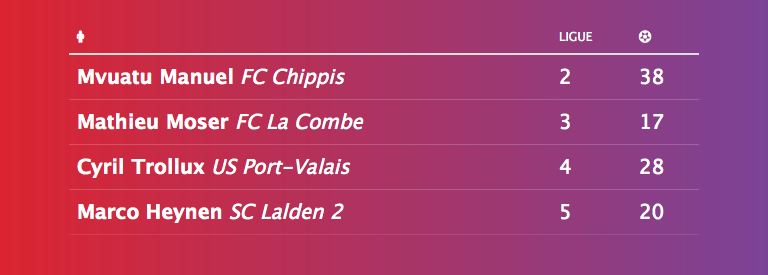 LIGUE
Mvuatu Manuel FC Chippis 2 38
Mathieu Moser FC La Combe 3 17
Cyril Trollux US Port-Valais 4 28
Marco Heynen SC Lalden 2 5 20